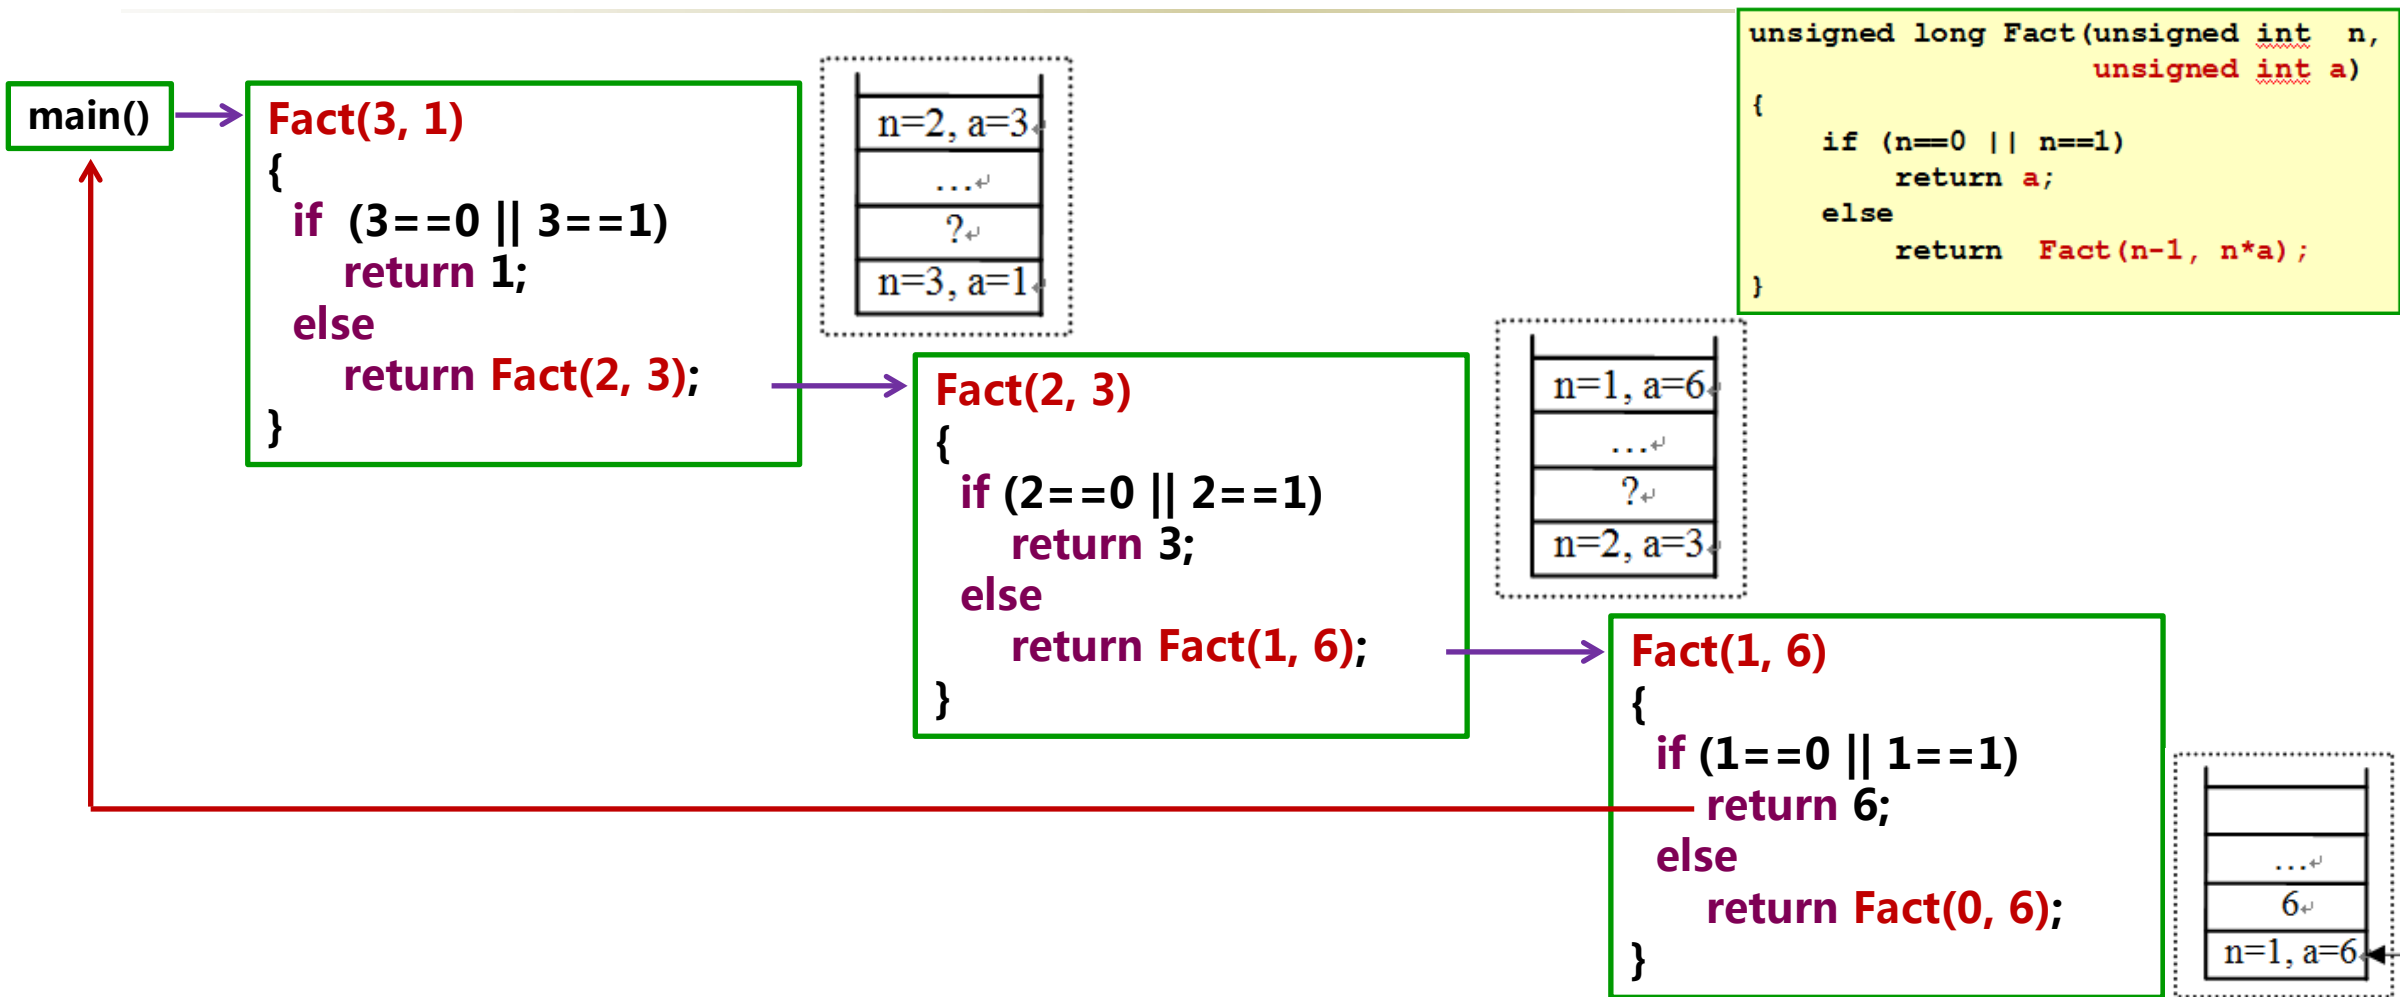 unsigned long Fact(unsigned int n,
unsigned int a)
{
if (n==0 || n==1)
return a;
else
return Fact(n-1, n*a);
}
main()
Fact(3, 1)
{
if (3==0 || 3==1)
return 1;
else
return Fact(2, 3);
}
n=2, a=3
...
?
n=3, a=1
Fact(2, 3)
{
if (2==0 || 2==1)
return 3;
else
return Fact(1, 6);
}
n=1, a=6
...
?
n=2, a=3
Fact(1, 6)
{
if (1==0 || 1==1)
return 6;
else
return Fact(0, 6);
}
...
6
n=1, a=6